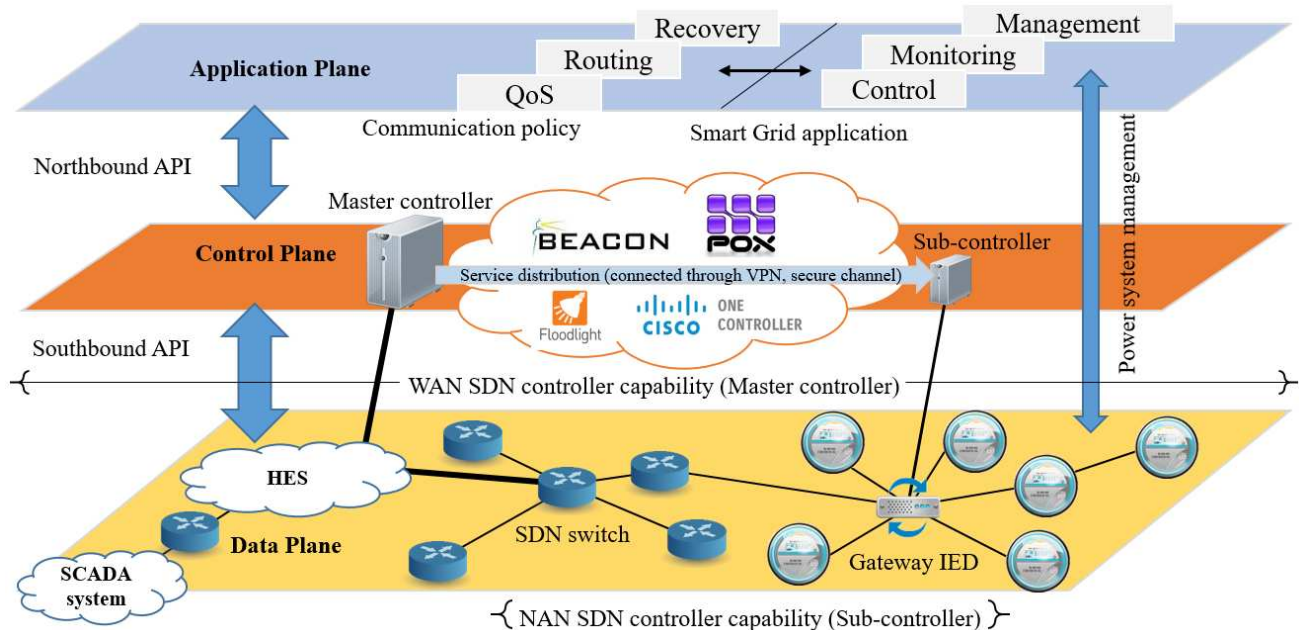 Recovery
Management
Routing
Monitoring
Application Plane
QoS
Control
Communication policy
Smart Grid application
Northbound API
Master controller
BEACON
POX
Sub-controller
Control Plane
Service distribution (connected through VPN, secure channel)
Floodlight
CISCO
ONE
CONTROLLER
Power system management
Southbound API
WAN SDN controller capability (Master controller)
HES
SDN switch
Data Plane
Gateway IED
SCADA
system
NAN SDN controller capability (Sub-controller)